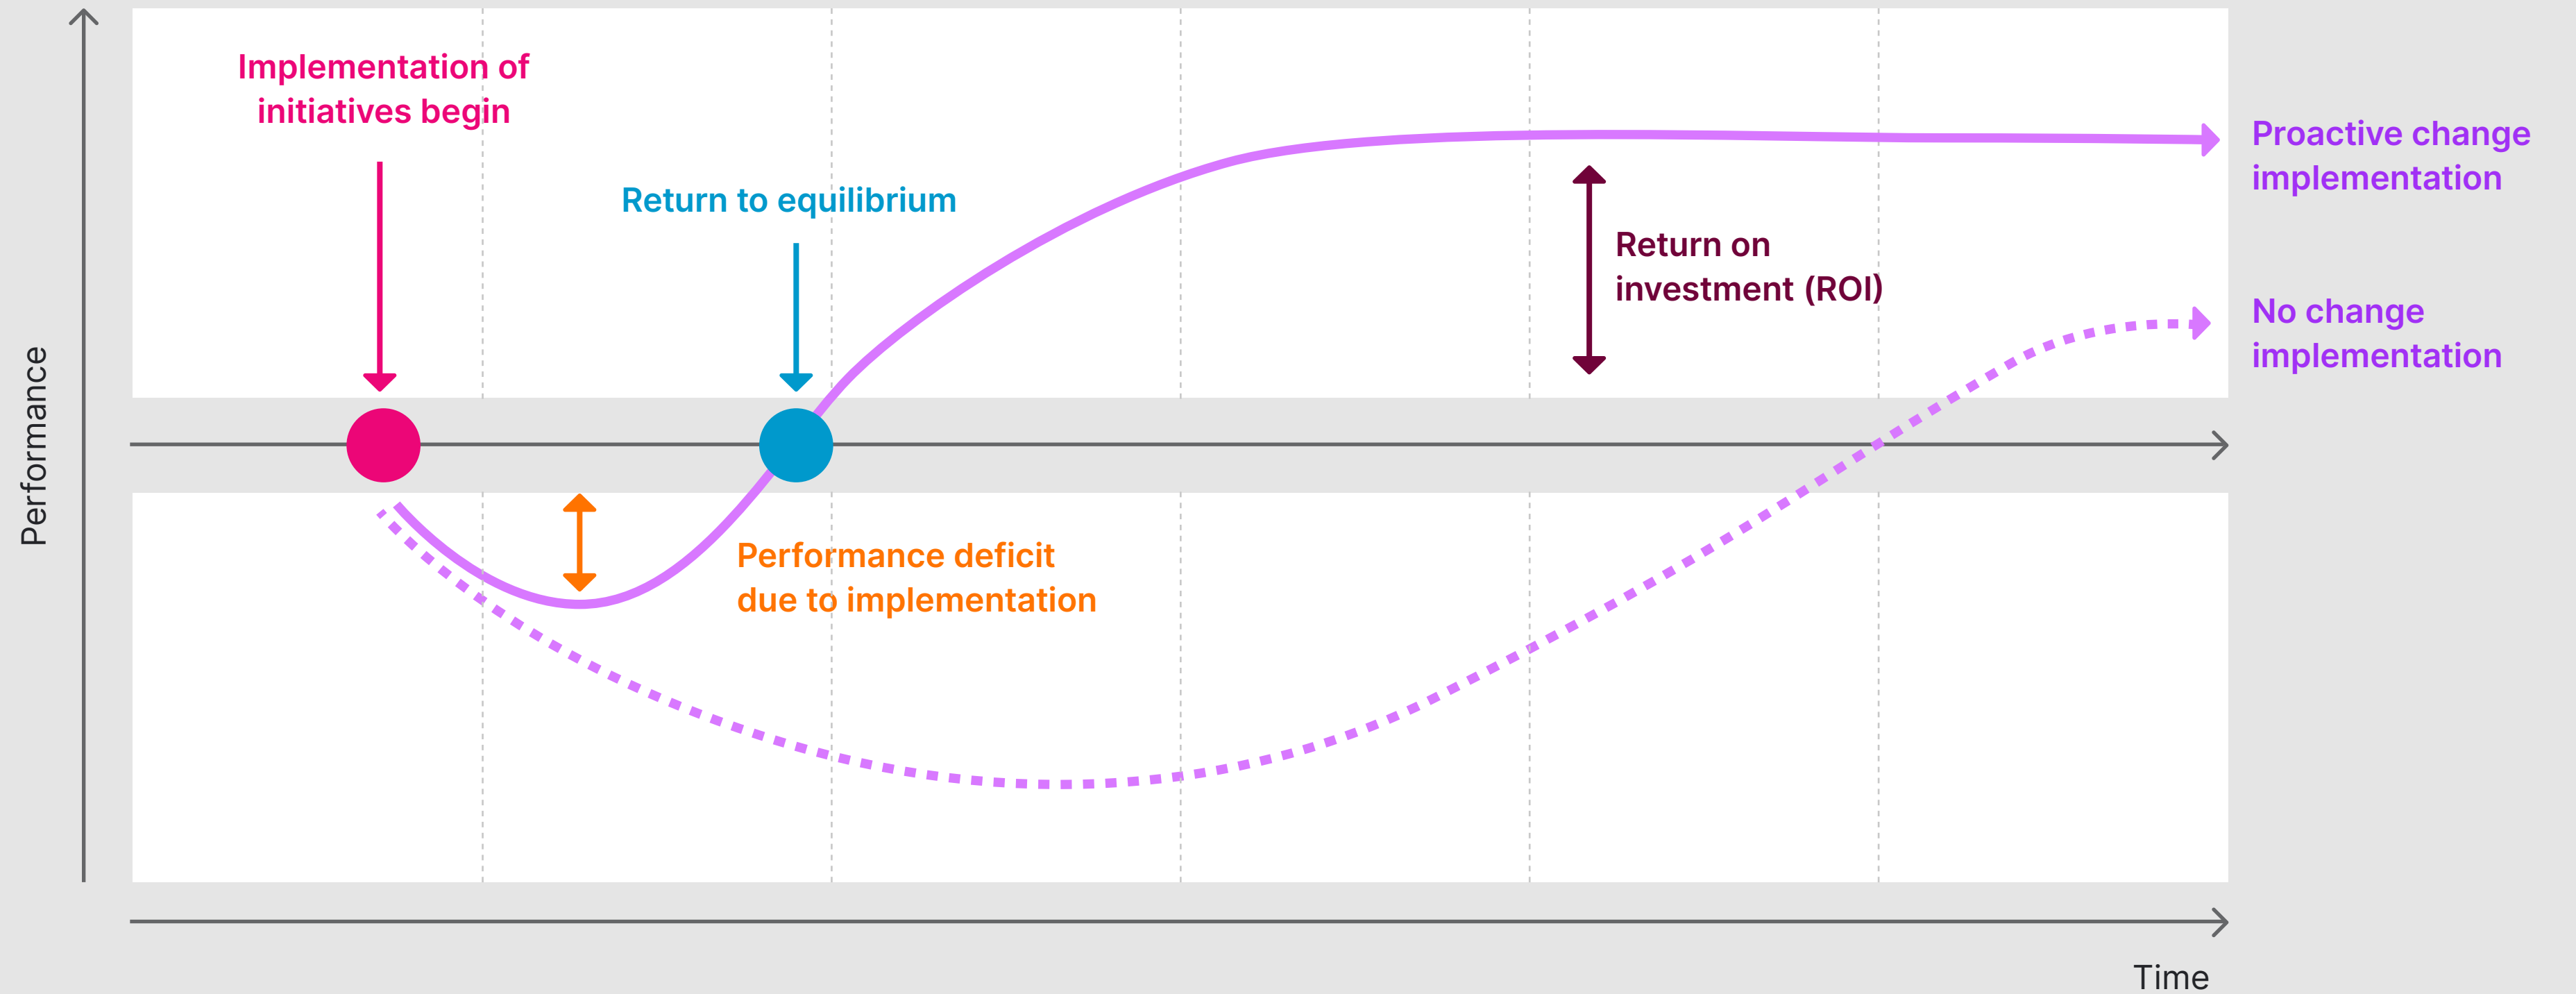 Implementation of
initiatives begin
Return to equilibrium
Proactive change
implementation
Return on
investment (ROI)
No change
implementation
Performance
Performance deficit
due to implementation
Time